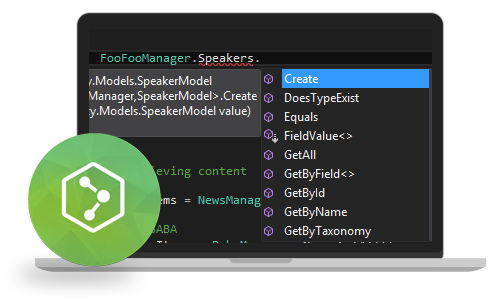 FooFooManager.Speakers.
y.Models.SpeakerModel
Manager,SpeakerModel>.Create
y.Models.SpeakerModel value)
eving content
ems = NewsManag
ABA
Create
DoesTypeExist
Equals
FieldValue<>
GetAll
GetByField<>
GetById
GetByName
GetByTaxonomy